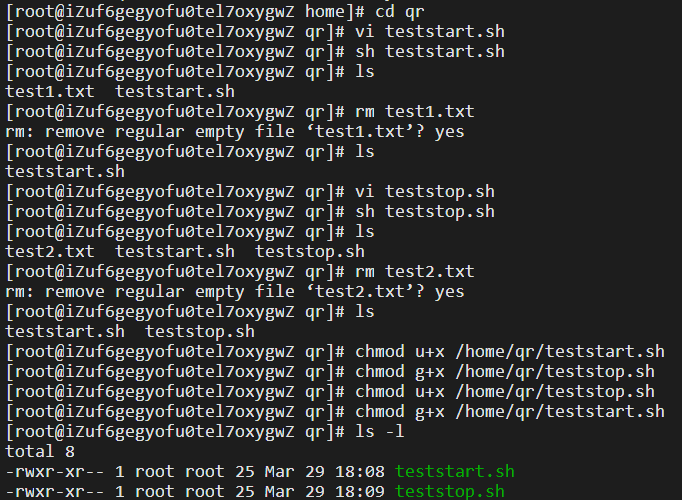 [root@iZuf6gegyofu0tel7oxygwZ home]# cd qr
[root@iZuf6gegyofu0tel7oxygwZ qr]# vi teststart.sh
[root@iZuf6gegyofu0tel7oxygwZ qr]# sh teststart.sh
[root@iZuf6gegyofu0tel7oxygwZ qr]# ls
test1.txt  teststart.sh
[root@iZuf6gegyofu0tel7oxygwZ qr]# rm test1.txt
rm: remove regular empty file ‘test1.txt’? yes
[root@iZuf6gegyofu0tel7oxygwZ qr]# ls
teststart.sh
[root@iZuf6gegyofu0tel7oxygwZ qr]# vi teststop.sh
[root@iZuf6gegyofu0tel7oxygwZ qr]# sh teststop.sh
[root@iZuf6gegyofu0tel7oxygwZ qr]# ls
test2.txt  teststart.sh  teststop.sh
[root@iZuf6gegyofu0tel7oxygwZ qr]# rm test2.txt
rm: remove regular empty file ‘test2.txt’? yes
[root@iZuf6gegyofu0tel7oxygwZ qr]# ls
teststart.sh  teststop.sh
[root@iZuf6gegyofu0tel7oxygwZ qr]# chmod u+x /home/qr/teststart.sh
[root@iZuf6gegyofu0tel7oxygwZ qr]# chmod g+x /home/qr/teststop.sh
[root@iZuf6gegyofu0tel7oxygwZ qr]# chmod u+x /home/qr/teststop.sh
[root@iZuf6gegyofu0tel7oxygwZ qr]# chmod g+x /home/qr/teststart.sh
[root@iZuf6gegyofu0tel7oxygwZ qr]# ls -l
total 8
-rwxr-xr-- 1 root root 25 Mar 29 18:08 teststart.sh
-rwxr-xr-- 1 root root 25 Mar 29 18:09 teststop.sh